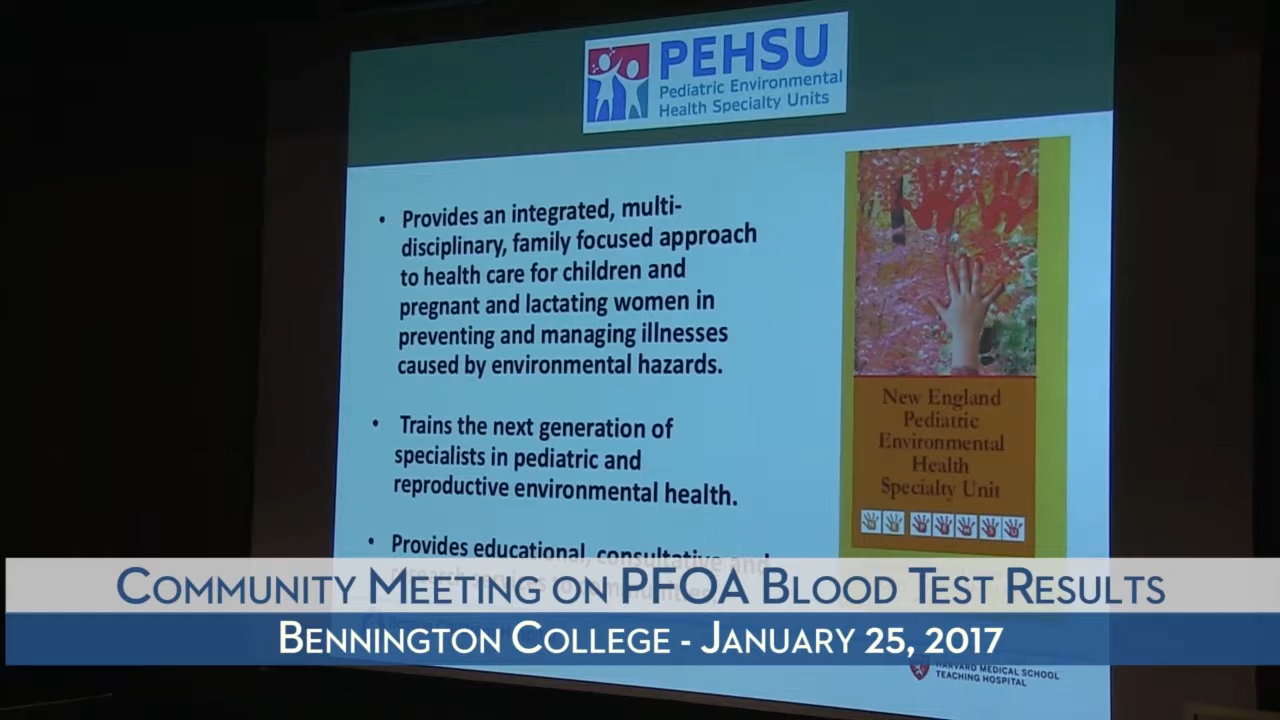 PEHSU
Pediatric Environmental
Health Specialty Units
• Provides an integrated, multi-
disciplinary, family focused approach
to health care for children and
pregnant and lactating women in
preventing and managing illnesses
caused by environmental hazards.
• Trains the next generation of
specialists in pediatric and
reproductive environmental health.
• Provides educational, consultative and
New England
Pediatric
Environmental
Health
Specialty Unit
COMMUNITY MEETING ON PFOA BLOOD TEST RESULTS
BENNINGTON COLLEGE - JANUARY 25, 2017
HARVARD MEDICAL SCHOOL
TEACHING HOSPITAL